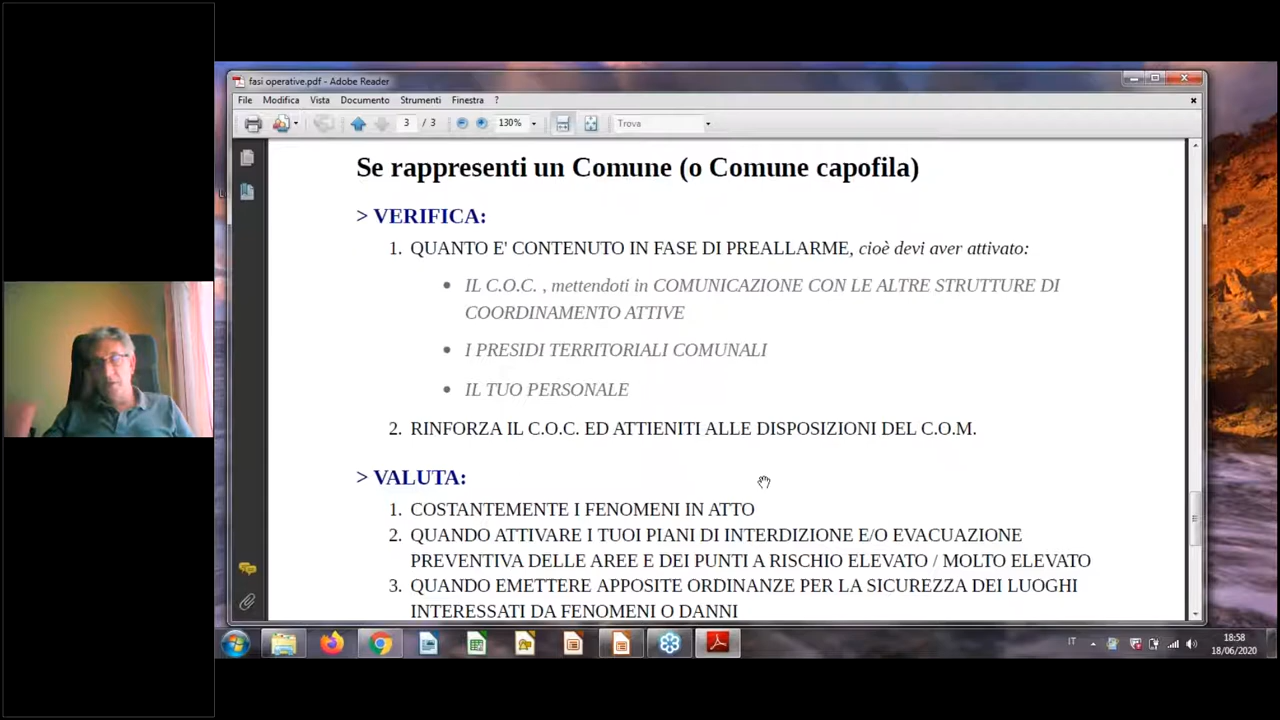 fasi operative.pdf - Adobe Reader
File Modifica Vista Documento Strumenti Finestra ?
3 / 3 130% Trova
Se rappresenti un Comune (o Comune capofila)
> VERIFICA:
1. QUANTO E' CONTENUTO IN FASE DI PREALLARME, cioè devi aver attivato:
• IL C.O.C. , mettendoti in COMUNICAZIONE CON LE ALTRE STRUTTURE DI
COORDINAMENTO ATTIVE
• I PRESIDI TERRITORIALI COMUNALI
• IL TUO PERSONALE
2. RINFORZA IL C.O.C. ED ATTIENITI ALLE DISPOSIZIONI DEL C.O.M.
> VALUTA:
1. COSTANTEMENTE I FENOMENI IN ATTO
2. QUANDO ATTIVARE I TUOI PIANI DI INTERDIZIONE E/O EVACUAZIONE
PREVENTIVA DELLE AREE E DEI PUNTI A RISCHIO ELEVATO / MOLTO ELEVATO
3. QUANDO EMETTERE APPOSITE ORDINANZE PER LA SICUREZZA DEI LUOGHI
INTERESSATI DA FENOMENI O DANNI
IT
18:58
18/06/2020